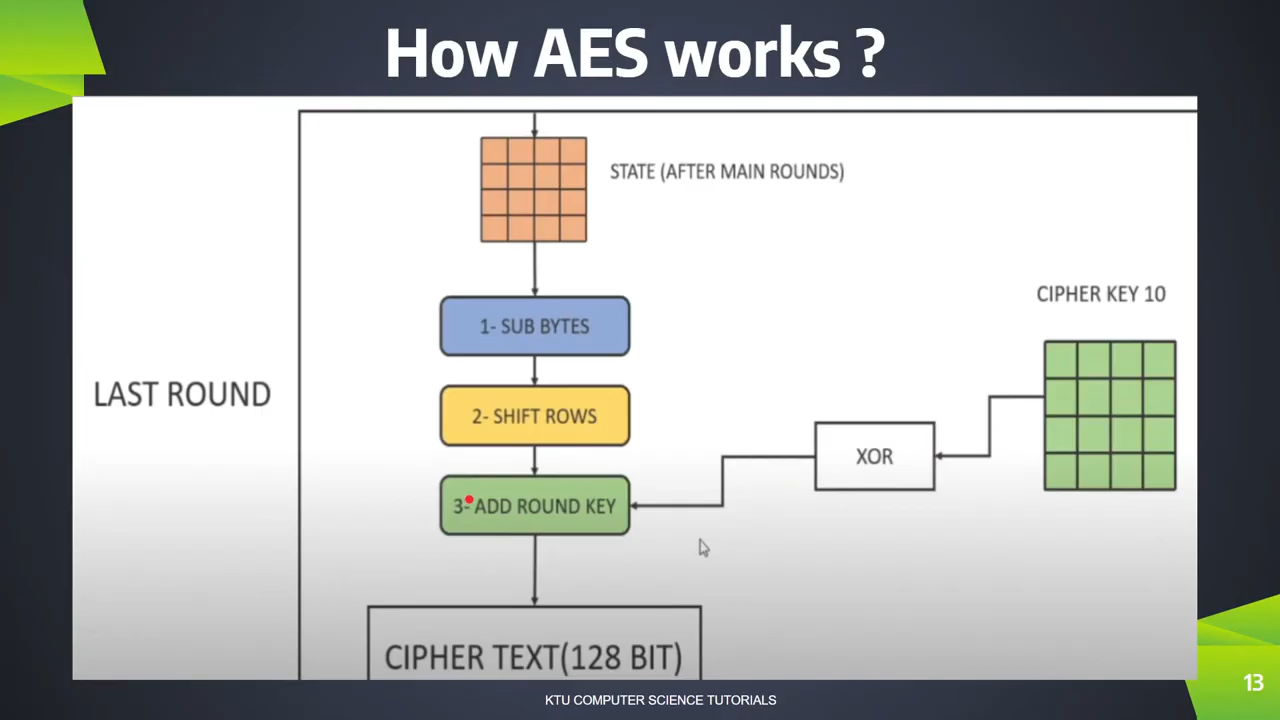 How AES works ?
STATE (AFTER MAIN ROUNDS)
CIPHER KEY 10
1- SUB BYTES
LAST ROUND
2- SHIFT ROWS
XOR
3- ADD ROUND KEY
CIPHER TEXT(128 BIT)
KTU COMPUTER SCIENCE TUTORIALS
13